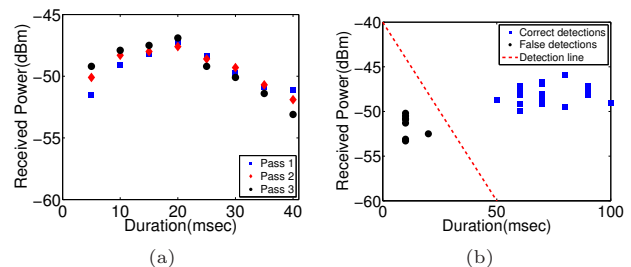 −45
−50
−55
−60
0
10
20
30
40
Received Power(dBm)
Duration(msec)
Pass 1
Pass 2
Pass 3
(a)
−40
−45
−50
−55
−60
0
50
100
Received Power(dBm)
Duration(msec)
Correct detections
False detections
Detection line
(b)